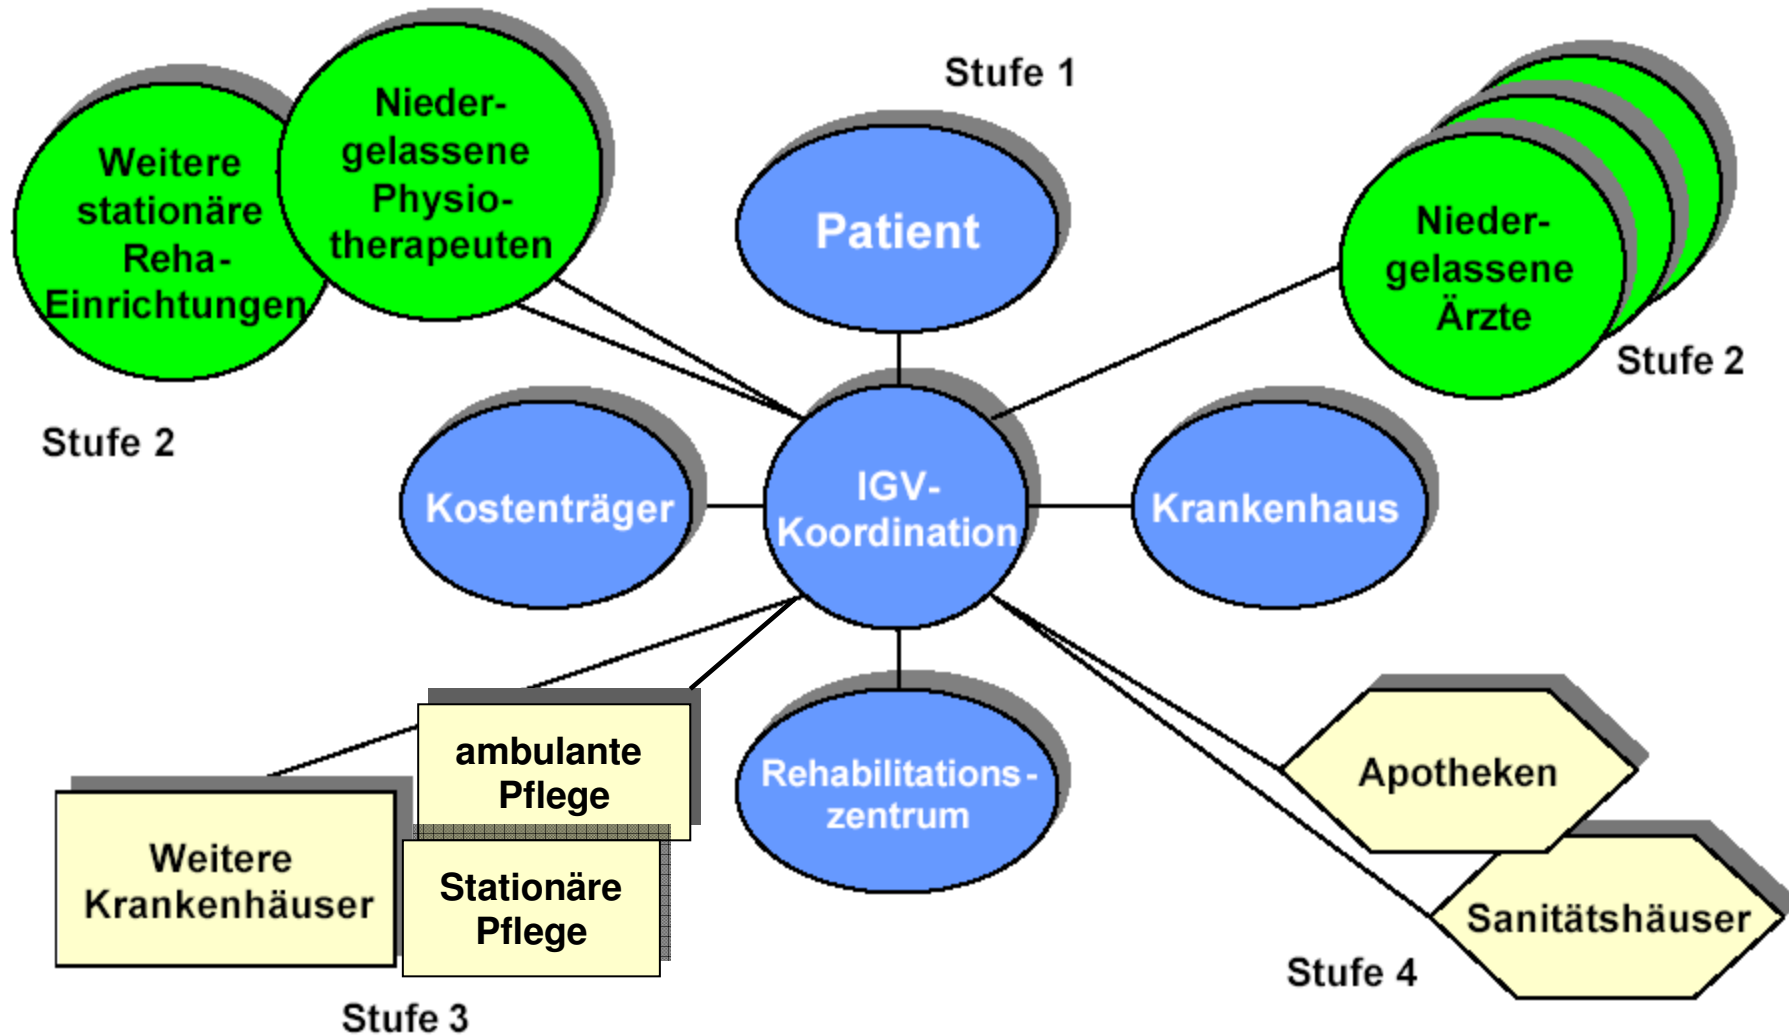 Stufe 1
Weitere
stationäre
Reha-
Einrichtungen
Nieder-
gelassene
Physio-
therapeuten
Stufe 2
Patient
Nieder-
gelassene
Ärzte
Stufe 2
Kostenträger
IGV-
Koordination
Krankenhaus
Rehabilitations-
zentrum
ambulante
Pflege
Weitere
Krankenhäuser
Stationäre
Pflege
Stufe 3
Apotheken
Sanitätshäuser
Stufe 4